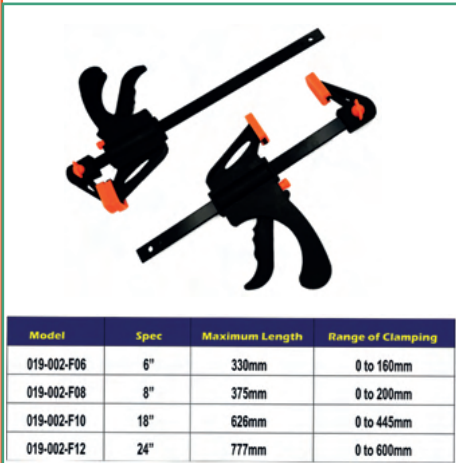 Model Spec Maximum Length Range of Clamping
019-002-F06 6" 330mm 0 to 160mm
019-002-F08 8" 375mm 0 to 200mm
019-002-F10 18" 626mm 0 to 445mm
019-002-F12 24" 777mm 0 to 600mm